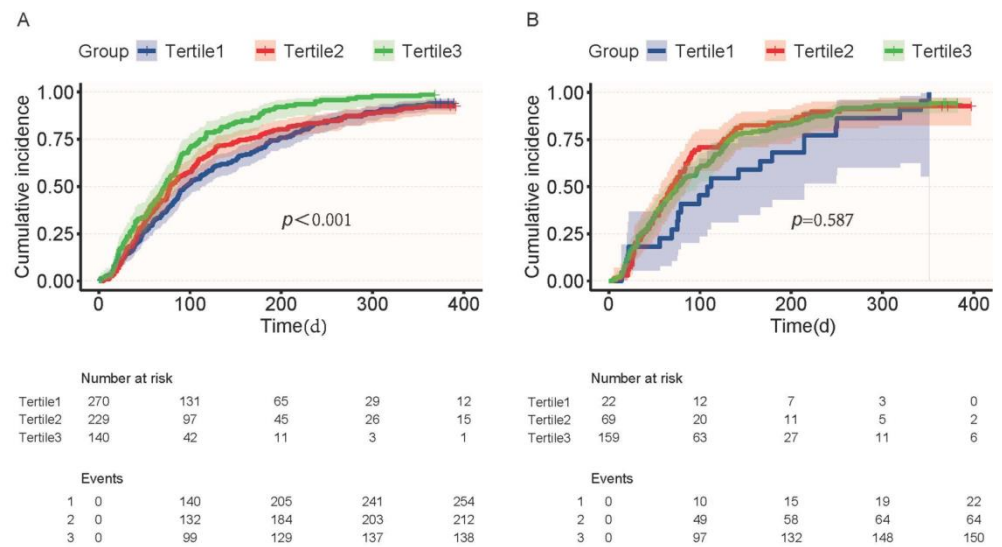 A
Group Tertile1 Tertile2 Tertile3
Cumulative incidence
1.00
0.75
0.50
0.25
0.00
p<0.001
0 100 200 300 400
Time(d)
Number at risk
Tertile1 270 131 65 29 12
Tertile2 229 97 45 26 15
Tertile3 140 42 11 3 1
Events
1 0 140 205 241 254
2 0 132 184 203 212
3 0 99 129 137 138
B
Group Tertile1 Tertile2 Tertile3
Cumulative incidence
1.00
0.75
0.50
0.25
0.00
p=0.587
0 100 200 300 400
Time(d)
Number at risk
Tertile1 22 12 7 3 0
Tertile2 69 20 11 5 2
Tertile3 159 63 27 11 6
Events
1 0 10 15 19 22
2 0 49 58 64 64
3 0 97 132 148 150